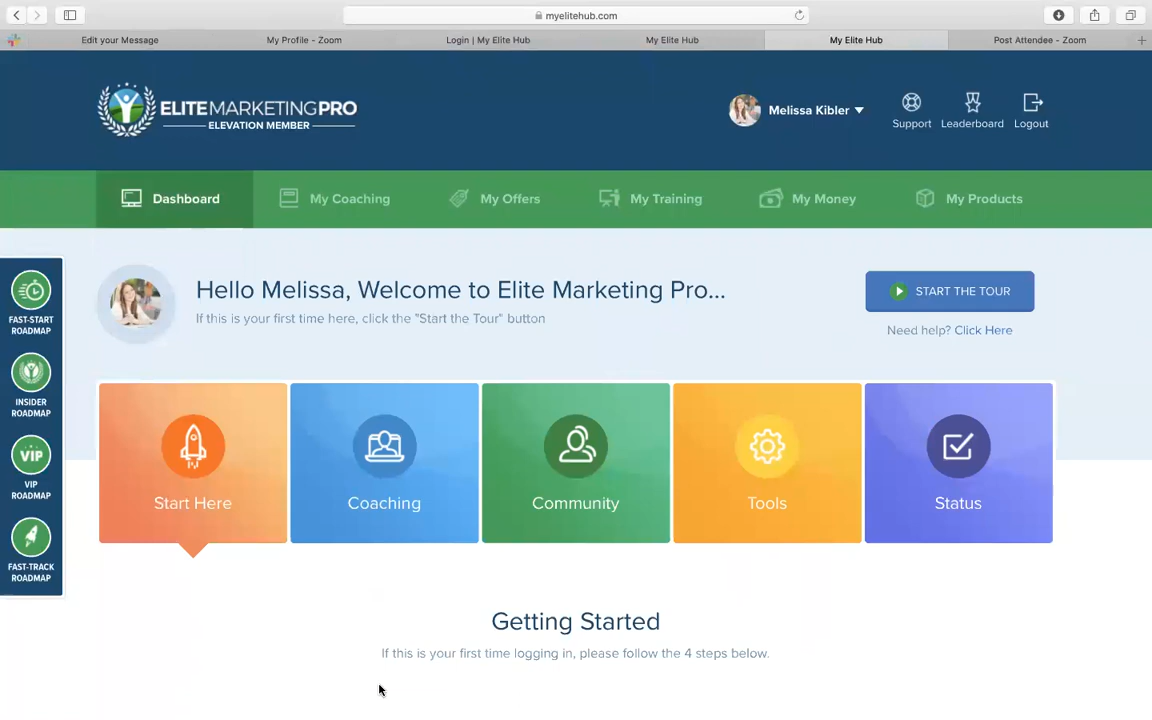 myelitehub.com
Edit your Message
My Profile - Zoom
Login | My Elite Hub
My Elite Hub
My Elite Hub
Post Attendee - Zoom
ELITEMARKETINGPRO
ELEVATION MEMBER
Melissa Kibler
Support
Leaderboard
Logout
Dashboard
My Coaching
My Offers
My Training
My Money
My Products
FAST-START
ROADMAP
INSIDER
ROADMAP
VIP
VIP
ROADMAP
FAST-TRACK
ROADMAP
Hello Melissa, Welcome to Elite Marketing Pro...
If this is your first time here, click the "Start the Tour" button
START THE TOUR
Need help? Click Here
Start Here
Coaching
Community
Tools
Status
Getting Started
If this is your first time logging in, please follow the 4 steps below.